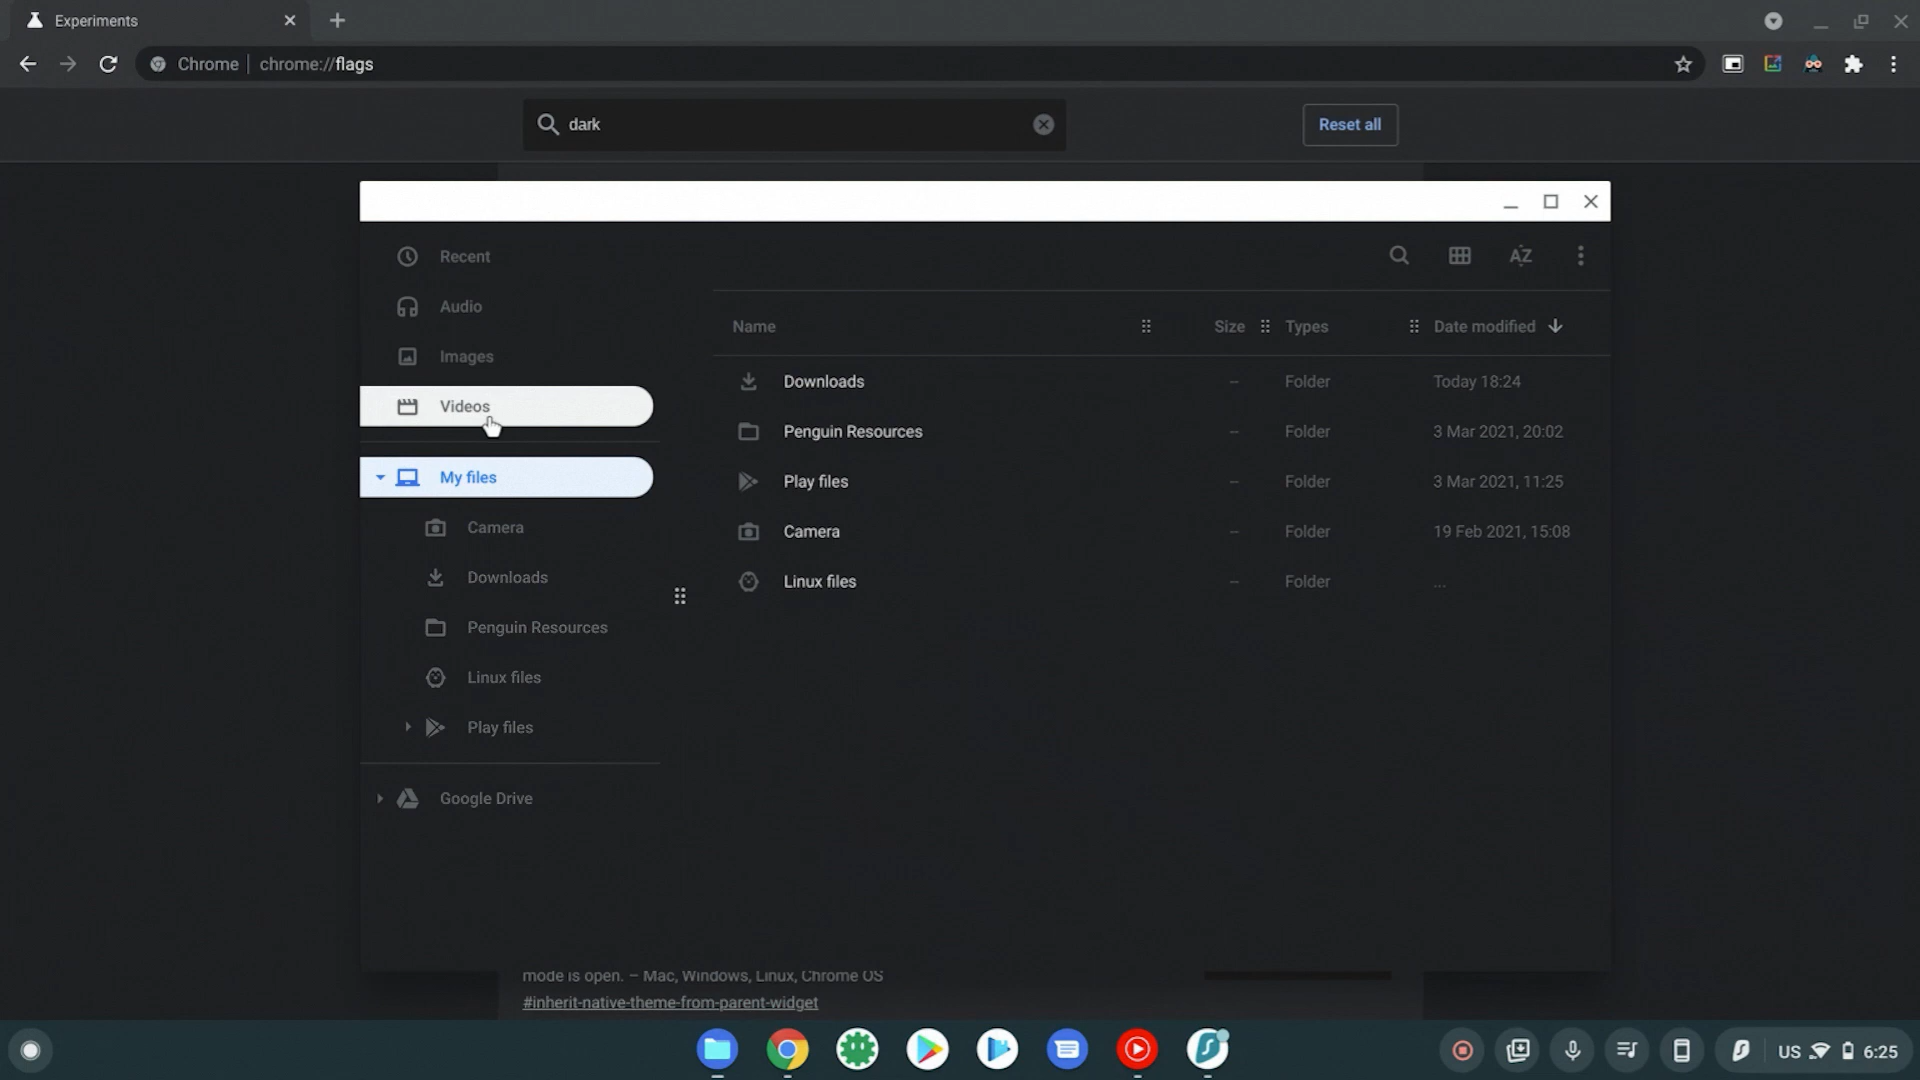 Experiments
Chrome | chrome://flags
dark
Reset all
Recent
Audio
Images
Videos
My files
Camera
Downloads
Penguin Resources
Linux files
Play files
Google Drive
AZ
Name Size Types Date modified
Downloads -- Folder Today 18:24
Penguin Resources -- Folder 3 Mar 2021, 20:02
Play files -- Folder 3 Mar 2021, 11:25
Camera -- Folder 19 Feb 2021, 15:08
Linux files -- Folder ...
mode is open. – Mac, Windows, Linux, Chrome OS
#inherit-native-theme-from-parent-widget
US 6:25